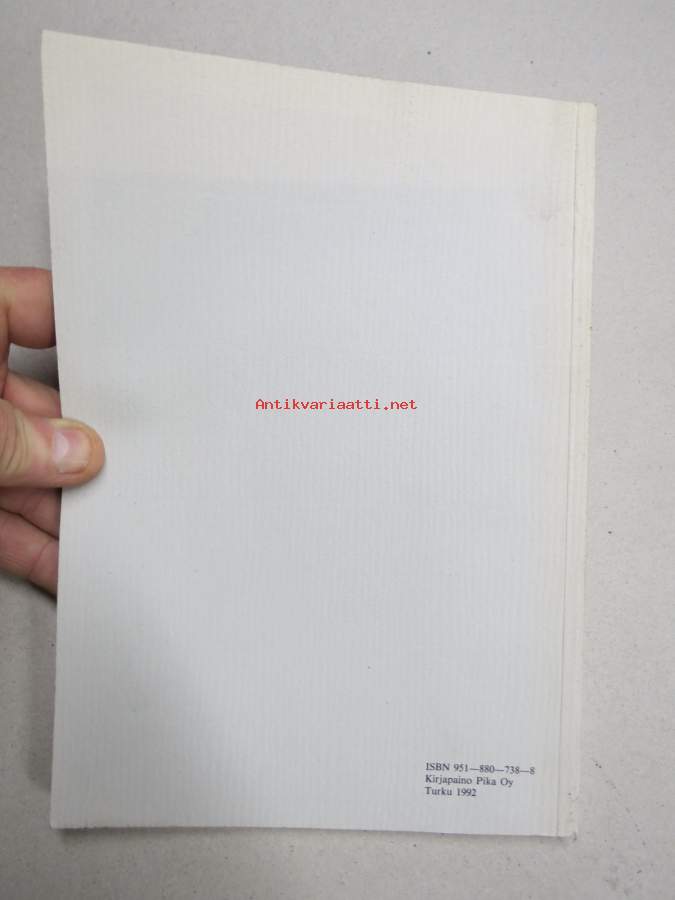 Antikvariaatti.net
ISBN 951—880—738—8
Kirjapaino Pika Oy
Turku 1992